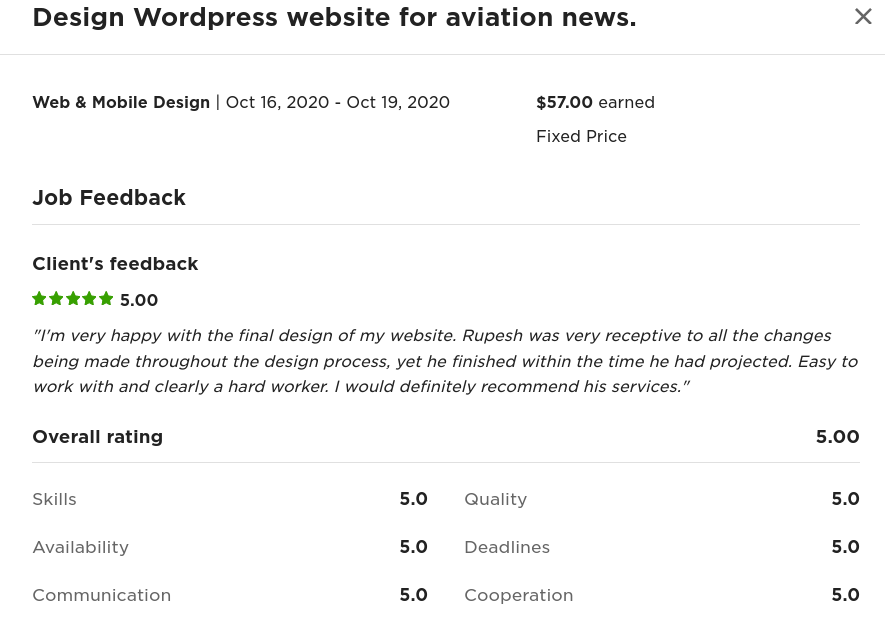 Design Wordpress website for aviation news.
Web & Mobile Design | Oct 16, 2020 - Oct 19, 2020
$57.00 earned
Fixed Price
Job Feedback
Client's feedback
5.00
"I'm very happy with the final design of my website. Rupesh was very receptive to all the changes
being made throughout the design process, yet he finished within the time he had projected. Easy to
work with and clearly a hard worker. I would definitely recommend his services."
Overall rating 5.00
Skills 5.0 Quality 5.0
Availability 5.0 Deadlines 5.0
Communication 5.0 Cooperation 5.0